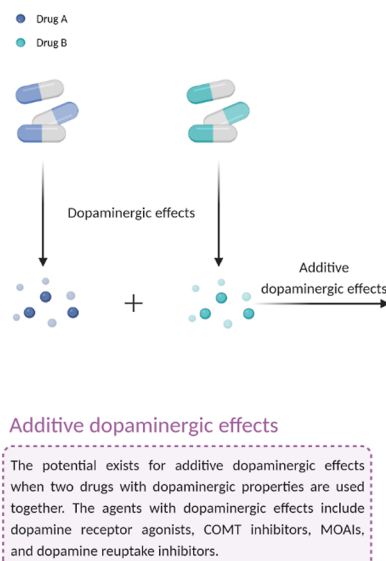 Drug A
Drug B
Dopaminergic effects
Additive
dopaminergic effects
+
Additive dopaminergic effects
The potential exists for additive dopaminergic effects
when two drugs with dopaminergic properties are used
together. The agents with dopaminergic effects include
dopamine receptor agonists, COMT inhibitors, MOAIs,
and dopamine reuptake inhibitors.